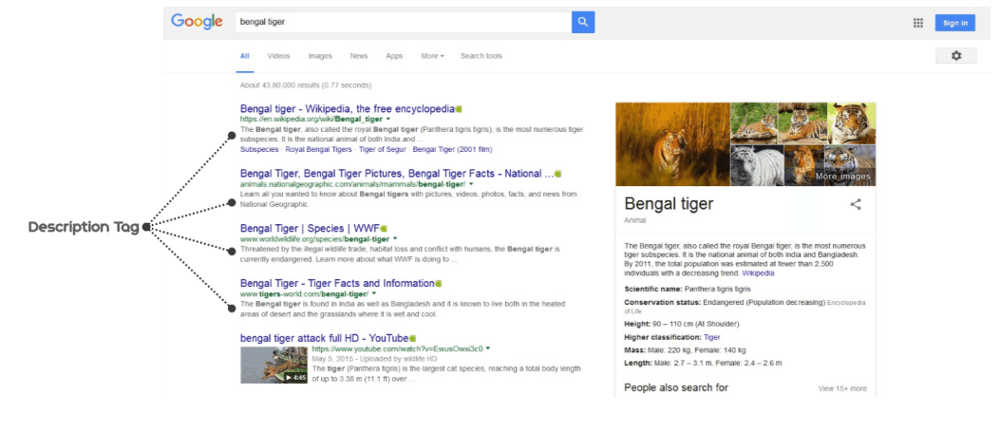 Google
bengal tiger
Sign in
All Videos Images News Apps More Search tools
About 43,80,000 results (0.77 seconds)
Bengal tiger - Wikipedia, the free encyclopedia
https://en.wikipedia.org/wiki/Bengal_tiger
The Bengal tiger, also called the royal Bengal tiger (Panthera tigris tigris), is the most numerous tiger
subspecies. It is the national animal of both India and ...
Subspecies · Royal Bengal Tigers · Tiger of Segur · Bengal Tiger (2001 film)
Bengal Tiger, Bengal Tiger Pictures, Bengal Tiger Facts - National ...
animals.nationalgeographic.com/animals/mammals/bengal-tiger/
Learn all you wanted to know about Bengal tigers with pictures, videos, photos, facts, and news from
National Geographic.
Description Tag
Bengal Tiger | Species | WWF
www.worldwildlife.org/species/bengal-tiger
Threatened by the illegal wildlife trade, habitat loss and conflict with humans, the Bengal tiger is
currently endangered. Learn more about what WWF is doing to ...
Bengal Tiger - Tiger Facts and Information
www.tigers-world.com/bengal-tiger/
The Bengal tiger is found in India as well as Bangladesh and it is known to live both in the heated
areas of desert and the grasslands where it is wet and cool.
bengal tiger attack full HD - YouTube
https://www.youtube.com/watch?v=EwusOwxi3c0
May 5, 2015 - Uploaded by wildlife HD
The tiger (Panthera tigris) is the largest cat species, reaching a total body length
of up to 3.38 m (11.1 ft) over ...
4:45
More images
Bengal tiger
Animal
The Bengal tiger, also called the royal Bengal tiger, is the most numerous
tiger subspecies. It is the national animal of both India and Bangladesh.
By 2011, the total population was estimated at fewer than 2,500
individuals with a decreasing trend. Wikipedia
Scientific name: Panthera tigris tigris
Conservation status: Endangered (Population decreasing) Encyclopedia
of Life
Height: 90 – 110 cm (At Shoulder)
Higher classification: Tiger
Mass: Male: 220 kg, Female: 140 kg
Length: Male: 2.7 – 3.1 m, Female: 2.4 – 2.6 m
People also search for
View 15+ more